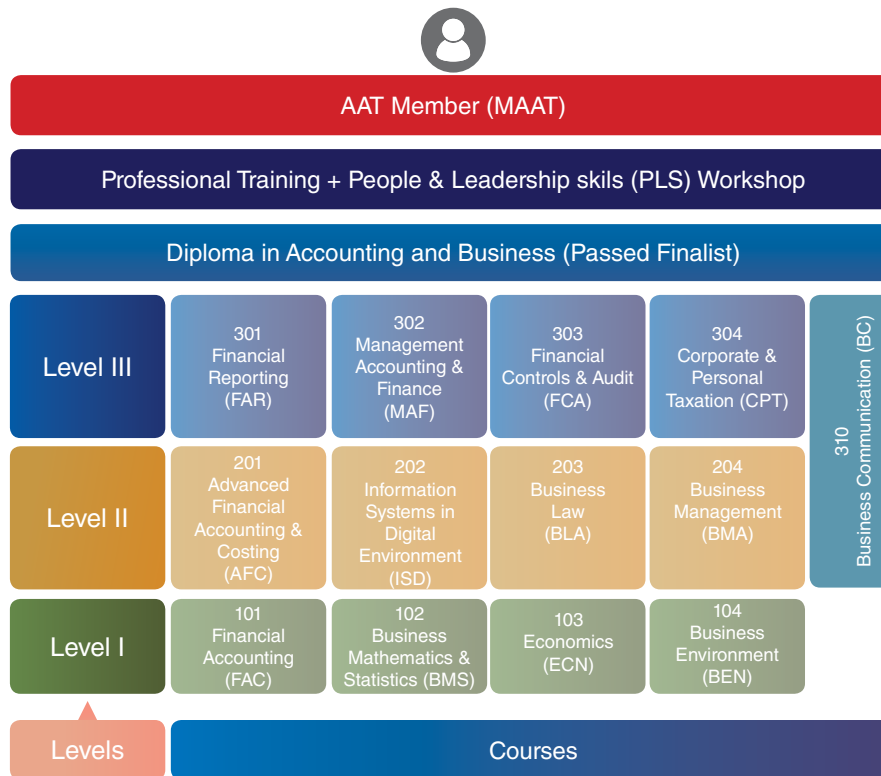 AAT Member (MAAT)
Professional Training + People & Leadership skils (PLS) Workshop
Diploma in Accounting and Business (Passed Finalist)
Level III
301
Financial
Reporting
(FAR)
302
Management
Accounting &
Finance
(MAF)
303
Financial
Controls & Audit
(FCA)
304
Corporate &
Personal
Taxation (CPT)
310
Business Communication (BC)
Level II
201
Advanced
Financial
Accounting &
Costing
(AFC)
202
Information
Systems in
Digital
Environment
(ISD)
203
Business
Law
(BLA)
204
Business
Management
(BMA)
Level I
101
Financial
Accounting
(FAC)
102
Business
Mathematics &
Statistics (BMS)
103
Economics
(ECN)
104
Business
Environment
(BEN)
Levels
Courses